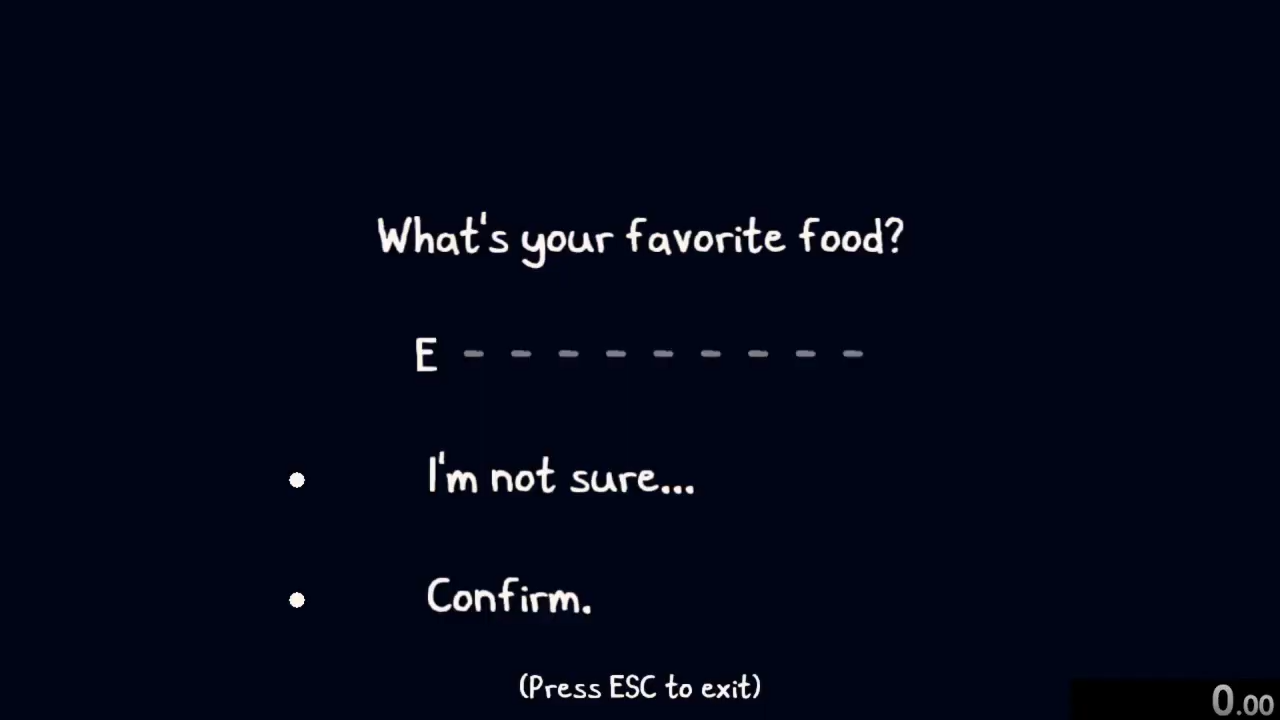 What's your favorite food?
E - - - - - - - - -
I'm not sure...
Confirm.
(Press ESC to exit)
0.00